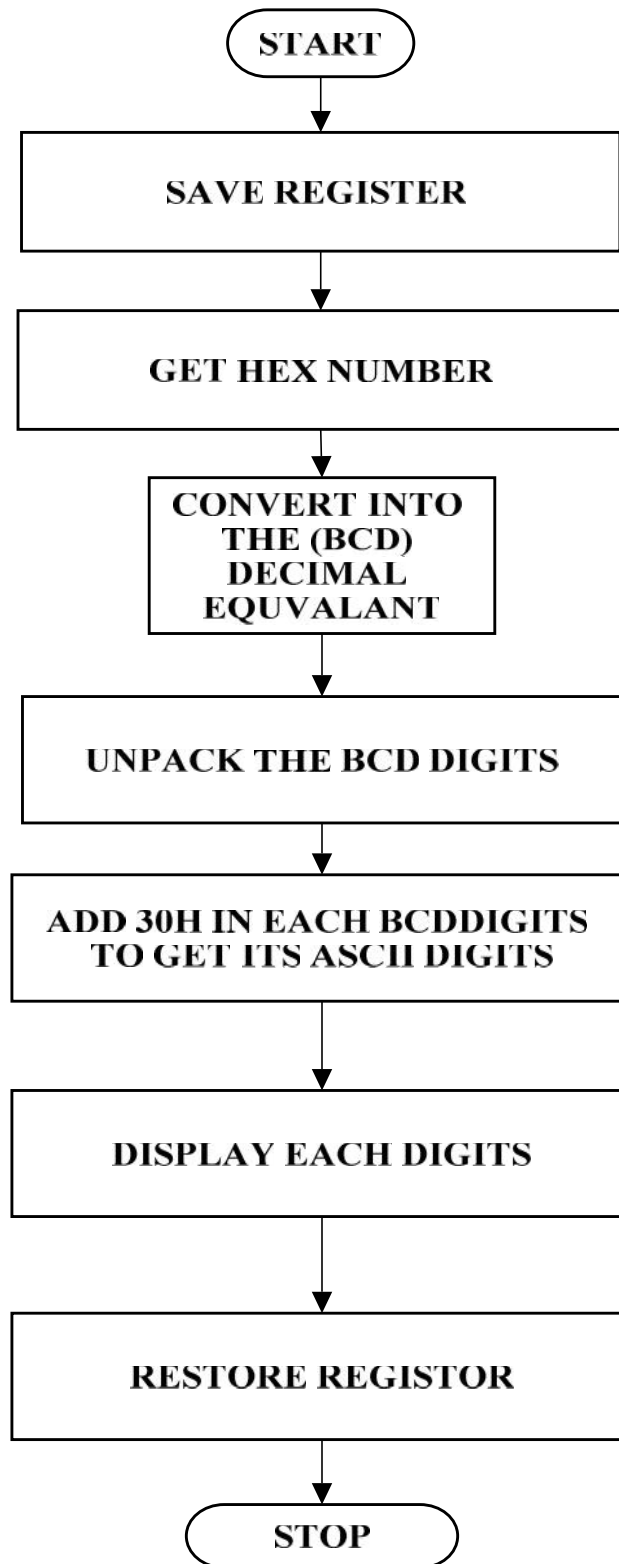 START
SAVE REGISTER
GET HEX NUMBER
CONVERT INTO
THE (BCD)
DECIMAL
EQUVALANT
UNPACK THE BCD DIGITS
ADD 30H IN EACH BCDDIGITS
TO GET ITS ASCII DIGITS
DISPLAY EACH DIGITS
RESTORE REGISTOR
STOP